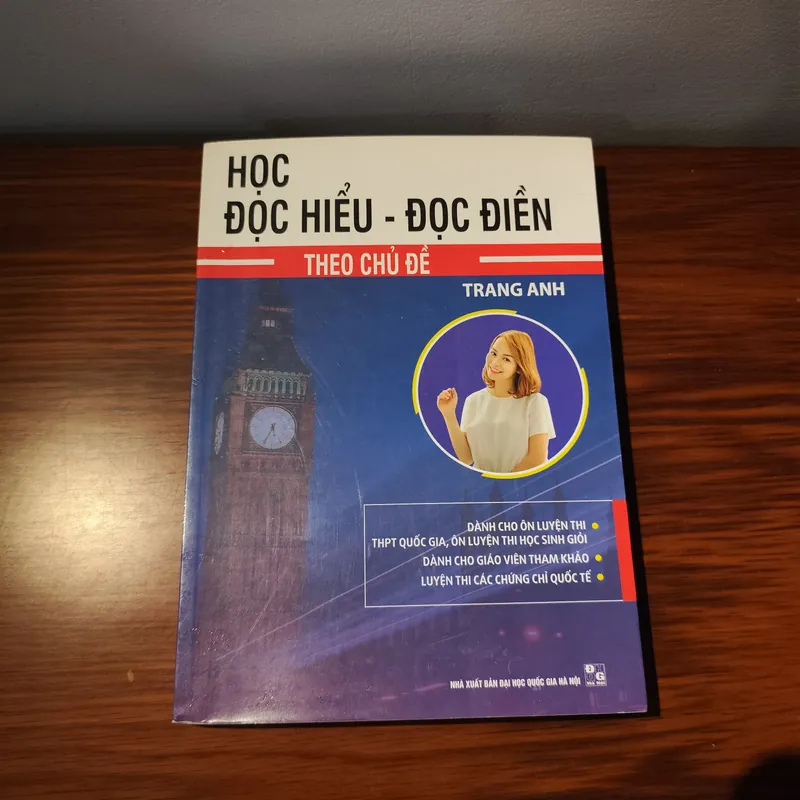 HỌC
ĐỌC HIỂU - ĐỌC ĐIỀN
THEO CHỦ ĐỀ
TRANG ANH
DÀNH CHO ÔN LUYỆN THI
THPT QUỐC GIA, ÔN LUYỆN THI HỌC SINH GIỎI
DÀNH CHO GIÁO VIÊN THAM KHẢO
LUYỆN THI CÁC CHỨNG CHỈ QUỐC TẾ
NHÀ XUẤT BẢN ĐẠI HỌC QUỐC GIA HÀ NỘI